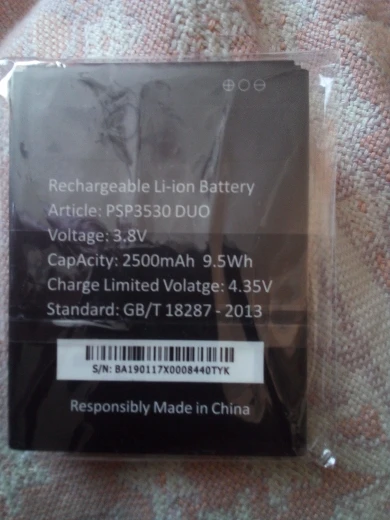 Rechargeable Li-ion Battery
Article: PSP3530 DUO
Voltage: 3.8V
CapAcity: 2500mAh 9.5Wh
Charge Limited Volatge: 4.35V
Standard: GB/T 18287 - 2013
S/N: BA190117X0008440TYK
Responsibly Made in China